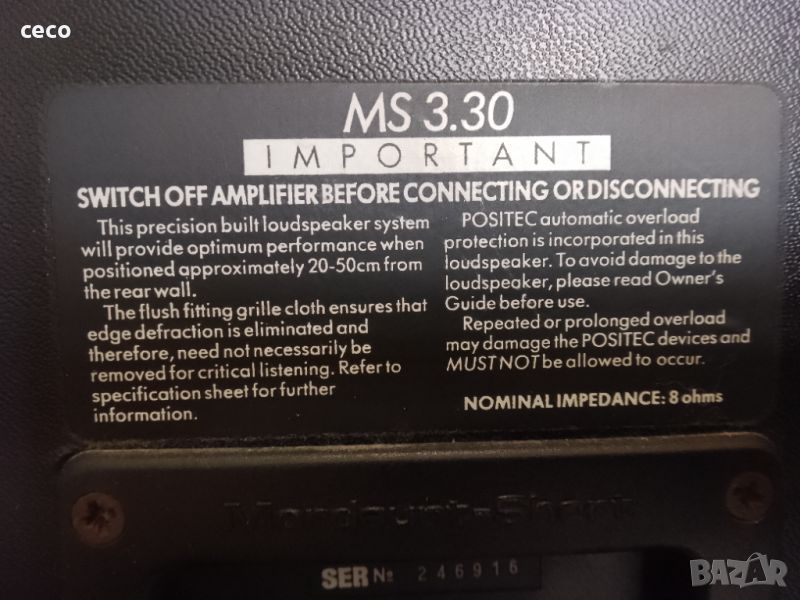 ceco
MS 3.30
IMPORTANT
SWITCH OFF AMPLIFIER BEFORE CONNECTING OR DISCONNECTING
This precision built loudspeaker system
will provide optimum performance when
positioned approximately 20-50cm from
the rear wall.
The flush fitting grille cloth ensures that
edge defraction is eliminated and
therefore, need not necessarily be
removed for critical listening. Refer to
specification sheet for further
information.
POSITEC automatic overload
protection is incorporated in this
loudspeaker. To avoid damage to the
loudspeaker, please read Owner's
Guide before use.
Repeated or prolonged overload
may damage the POSITEC devices and
MUST NOT be allowed to occur.
NOMINAL IMPEDANCE: 8 ohms
Mordaunt-Short
SER Nº 246916
BAZAR